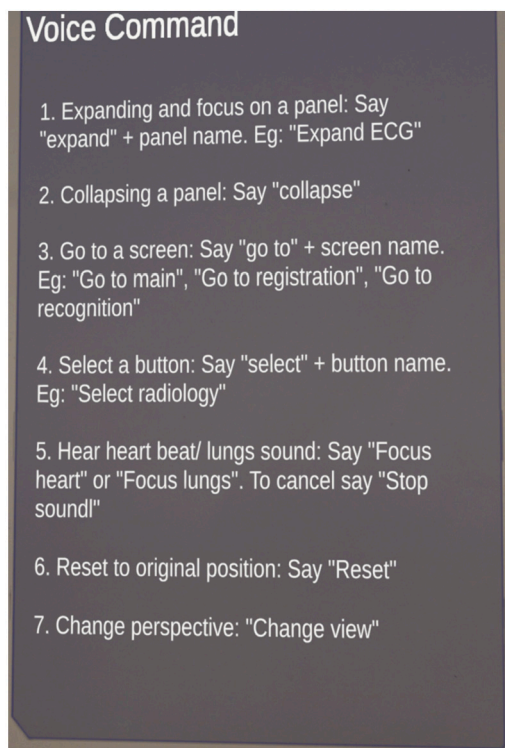 Voice Command
1. Expanding and focus on a panel: Say
"expand" + panel name. Eg: "Expand ECG"
2. Collapsing a panel: Say "collapse"
3. Go to a screen: Say "go to" + screen name.
Eg: "Go to main", "Go to registration", "Go to
recognition"
4. Select a button: Say "select" + button name.
Eg: "Select radiology"
5. Hear heart beat/ lungs sound: Say "Focus
heart" or "Focus lungs". To cancel say "Stop
soundl"
6. Reset to original position: Say "Reset"
7. Change perspective: "Change view"